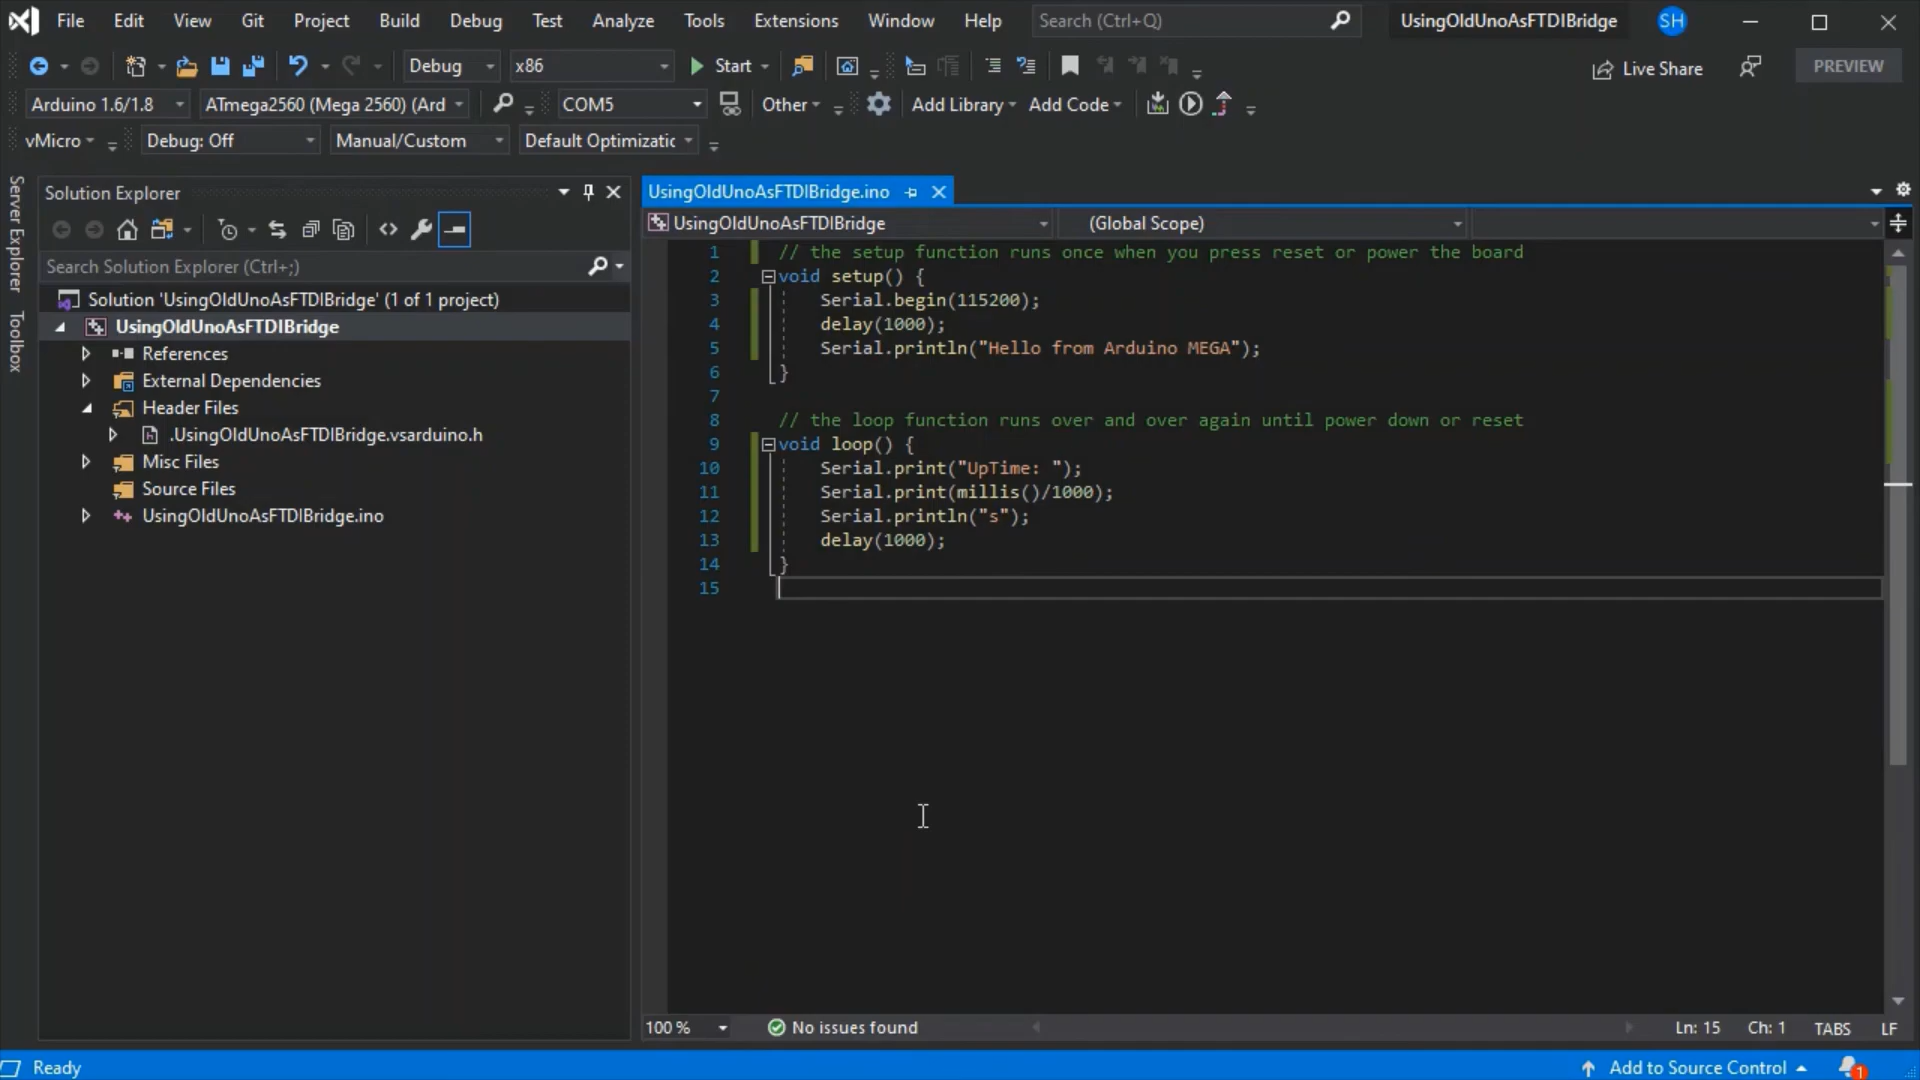 File Edit View Git Project Build Debug Test Analyze Tools Extensions Window Help Search (Ctrl+Q) UsingOldUnoAsFTDIBridge SH
Debug x86 Start Live Share PREVIEW
Arduino 1.6/1.8 ATmega2560 (Mega 2560) (Ard COM5 Other Add Library Add Code
vMicro Debug: Off Manual/Custom Default Optimizatic
Server Explorer
Toolbox
Solution Explorer
Search Solution Explorer (Ctrl+;)
Solution 'UsingOldUnoAsFTDIBridge' (1 of 1 project)
UsingOldUnoAsFTDIBridge
References
External Dependencies
Header Files
.UsingOldUnoAsFTDIBridge.vsarduino.h
Misc Files
Source Files
UsingOldUnoAsFTDIBridge.ino
UsingOldUnoAsFTDIBridge.ino
UsingOldUnoAsFTDIBridge (Global Scope)
1 // the setup function runs once when you press reset or power the board
2 void setup() {
3 Serial.begin(115200);
4 delay(1000);
5 Serial.println("Hello from Arduino MEGA");
6 }
7
8 // the loop function runs over and over again until power down or reset
9 void loop() {
10 Serial.print("UpTime: ");
11 Serial.print(millis()/1000);
12 Serial.println("s");
13 delay(1000);
14 }
15
100 % No issues found Ln: 15 Ch: 1 TABS LF
Ready Add to Source Control 1